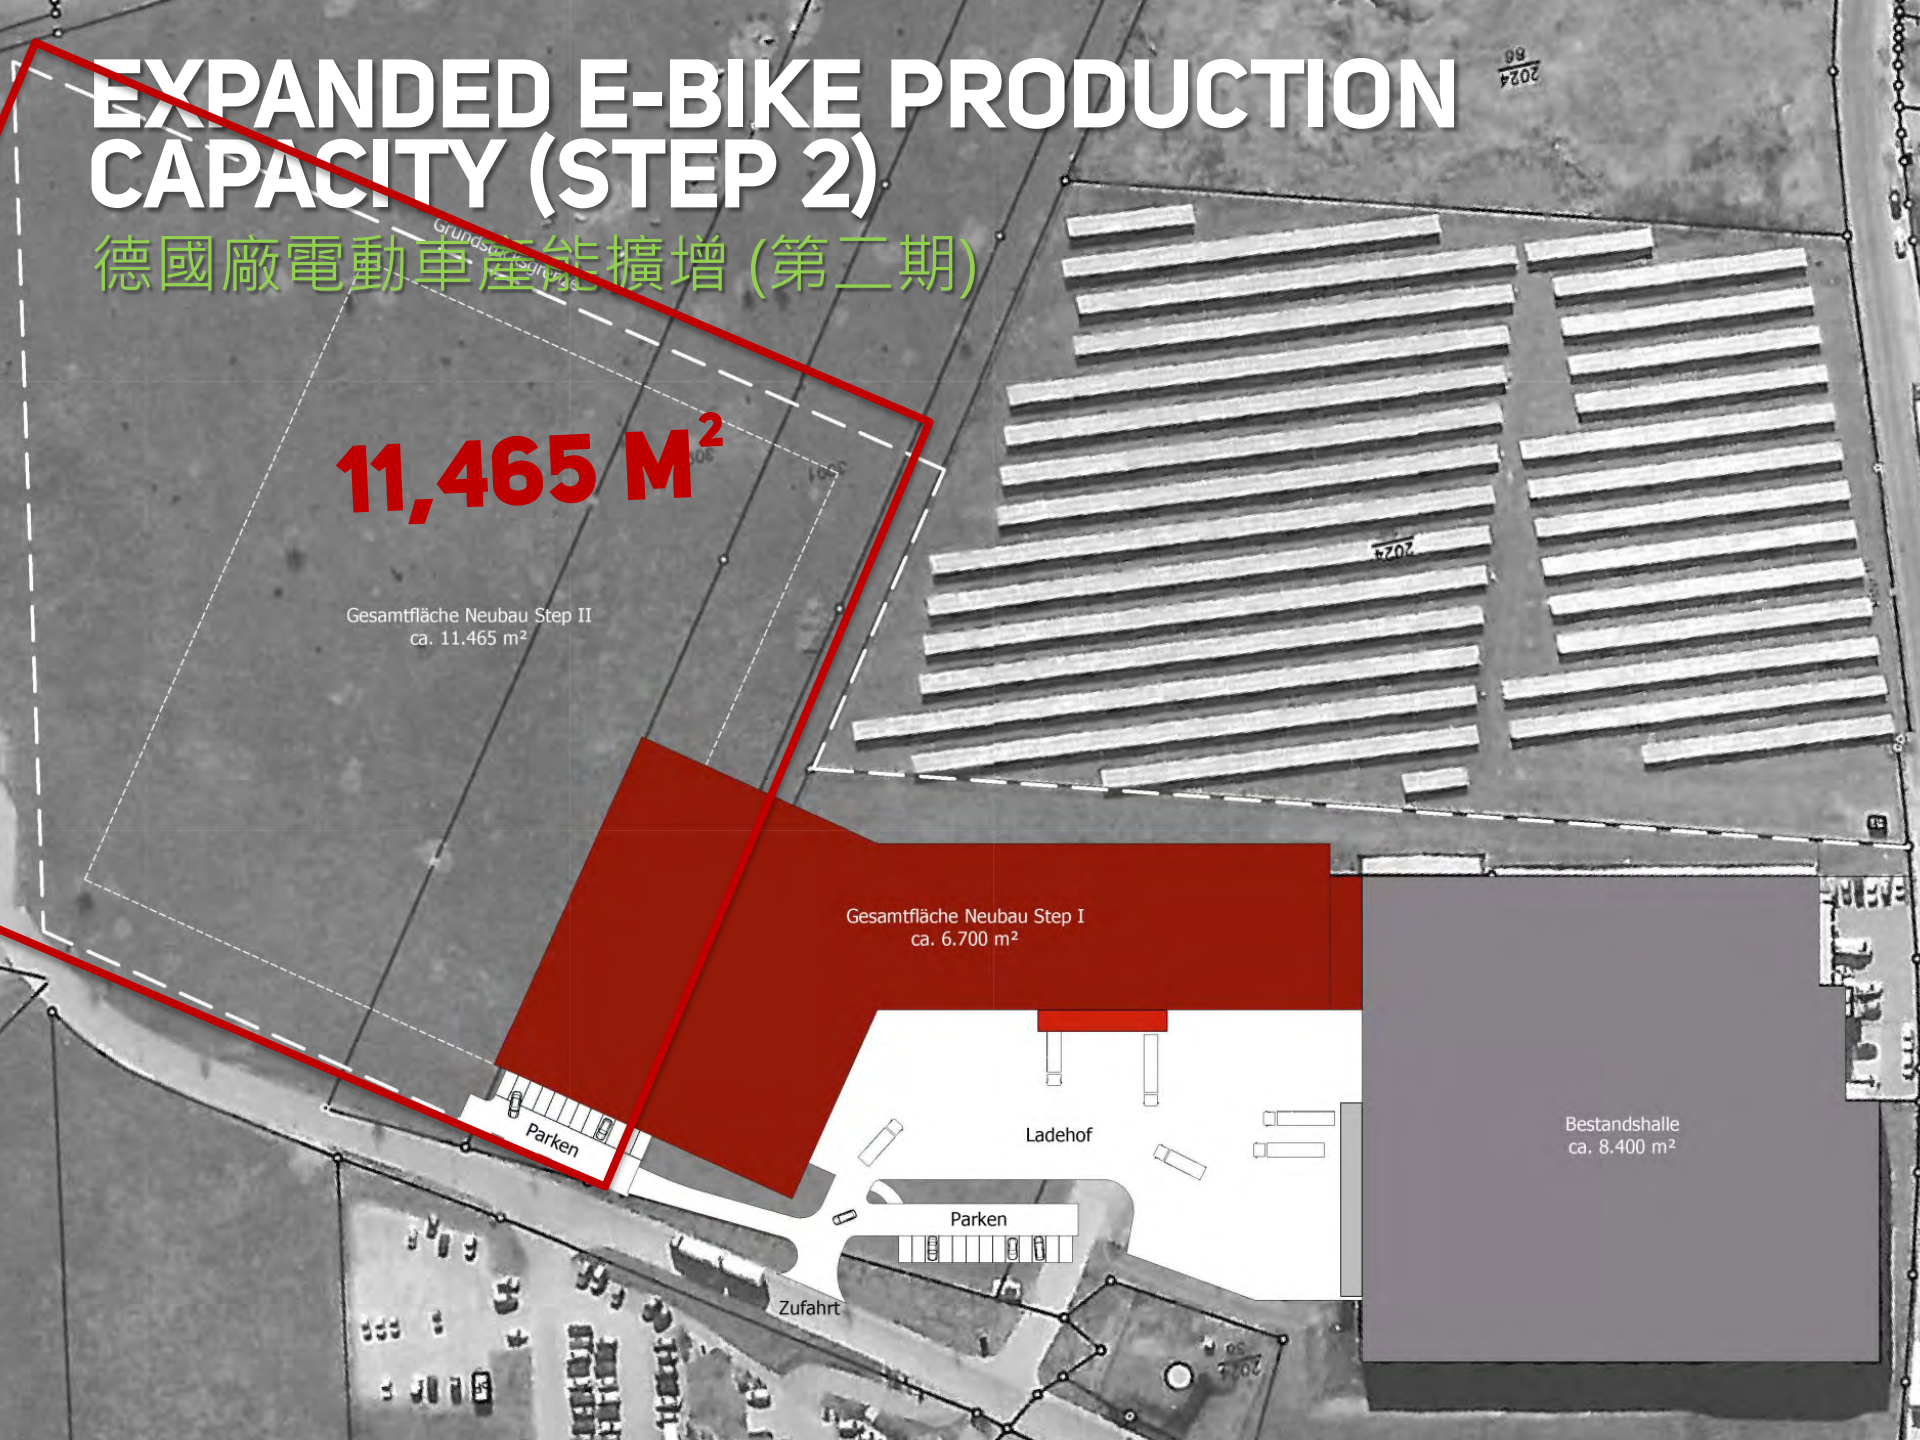 EXPANDED E-BIKE PRODUCTION
CAPACITY (STEP 2)
德國廠電動車產能擴增 (第二期)
11,465 M²
Gesamtfläche Neubau Step II
ca. 11.465 m²
Gesamtfläche Neubau Step I
ca. 6.700 m²
Bestandshalle
ca. 8.400 m²
Ladehof
Parken
Parken
Zufahrt
2024
2024